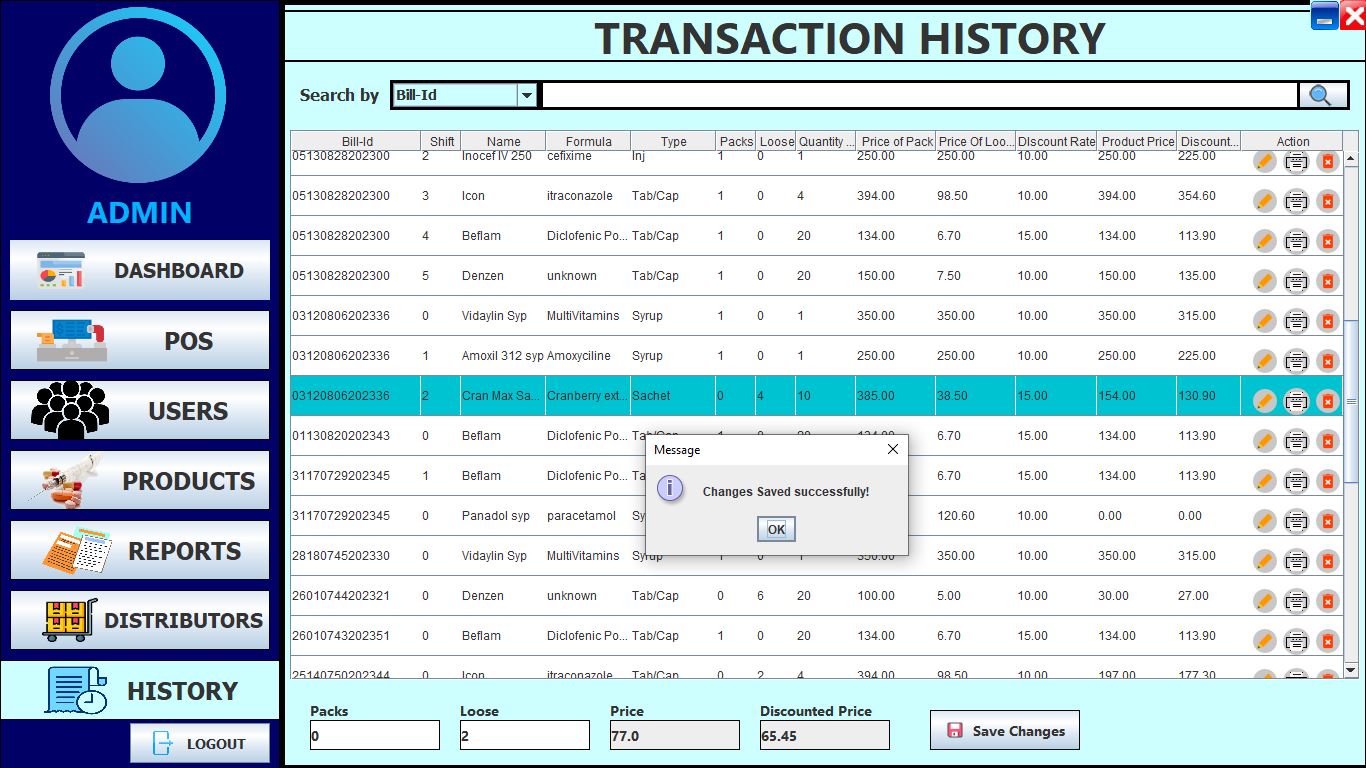 TRANSACTION HISTORY
ADMIN
DASHBOARD
POS
USERS
PRODUCTS
REPORTS
DISTRIBUTORS
HISTORY
LOGOUT
Search by Bill-Id
Bill-Id Shift Name Formula Type Packs Loose Quantity ... Price of Pack Price Of Loo... DIscount Rate Product Price Discount... Action
05130828202300 2 Inocef IV 250 cefixime Inj 1 0 1 250.00 250.00 10.00 250.00 225.00
05130828202300 3 Icon itraconazole Tab/Cap 1 0 4 394.00 98.50 10.00 394.00 354.60
05130828202300 4 Beflam Diclofenic Po... Tab/Cap 1 0 20 134.00 6.70 15.00 134.00 113.90
05130828202300 5 Denzen unknown Tab/Cap 1 0 20 150.00 7.50 10.00 150.00 135.00
03120806202336 0 Vidaylin Syp MultiVitamins Syrup 1 0 1 350.00 350.00 10.00 350.00 315.00
03120806202336 1 Amoxil 312 syp Amoxyciline Syrup 1 0 1 250.00 250.00 10.00 250.00 225.00
03120806202336 2 Cran Max Sa... Cranberry ext... Sachet 0 4 10 385.00 38.50 15.00 154.00 130.90
01130820202343 0 Beflam Diclofenic Po... Tab/Cap 1 0 20 134.00 6.70 15.00 134.00 113.90
31170729202345 1 Beflam Diclofenic Po... Ta 6.70 15.00 134.00 113.90
31170729202345 0 Panadol syp paracetamol Sy 120.60 10.00 0.00 0.00
28180745202330 0 Vidaylin Syp MultiVitamins Syrup 1 0 1 350.00 350.00 10.00 350.00 315.00
26010744202321 0 Denzen unknown Tab/Cap 0 6 20 100.00 5.00 10.00 30.00 27.00
26010743202351 0 Beflam Diclofenic Po... Tab/Cap 1 0 20 134.00 6.70 15.00 134.00 113.90
25140750202344 0 Icon itraconazole Tab/Cap 0 2 4 394.00 98.50 10.00 197.00 177.30
Message
Changes Saved successfully!
OK
Packs Loose Price Discounted Price
0 2 77.0 65.45
Save Changes